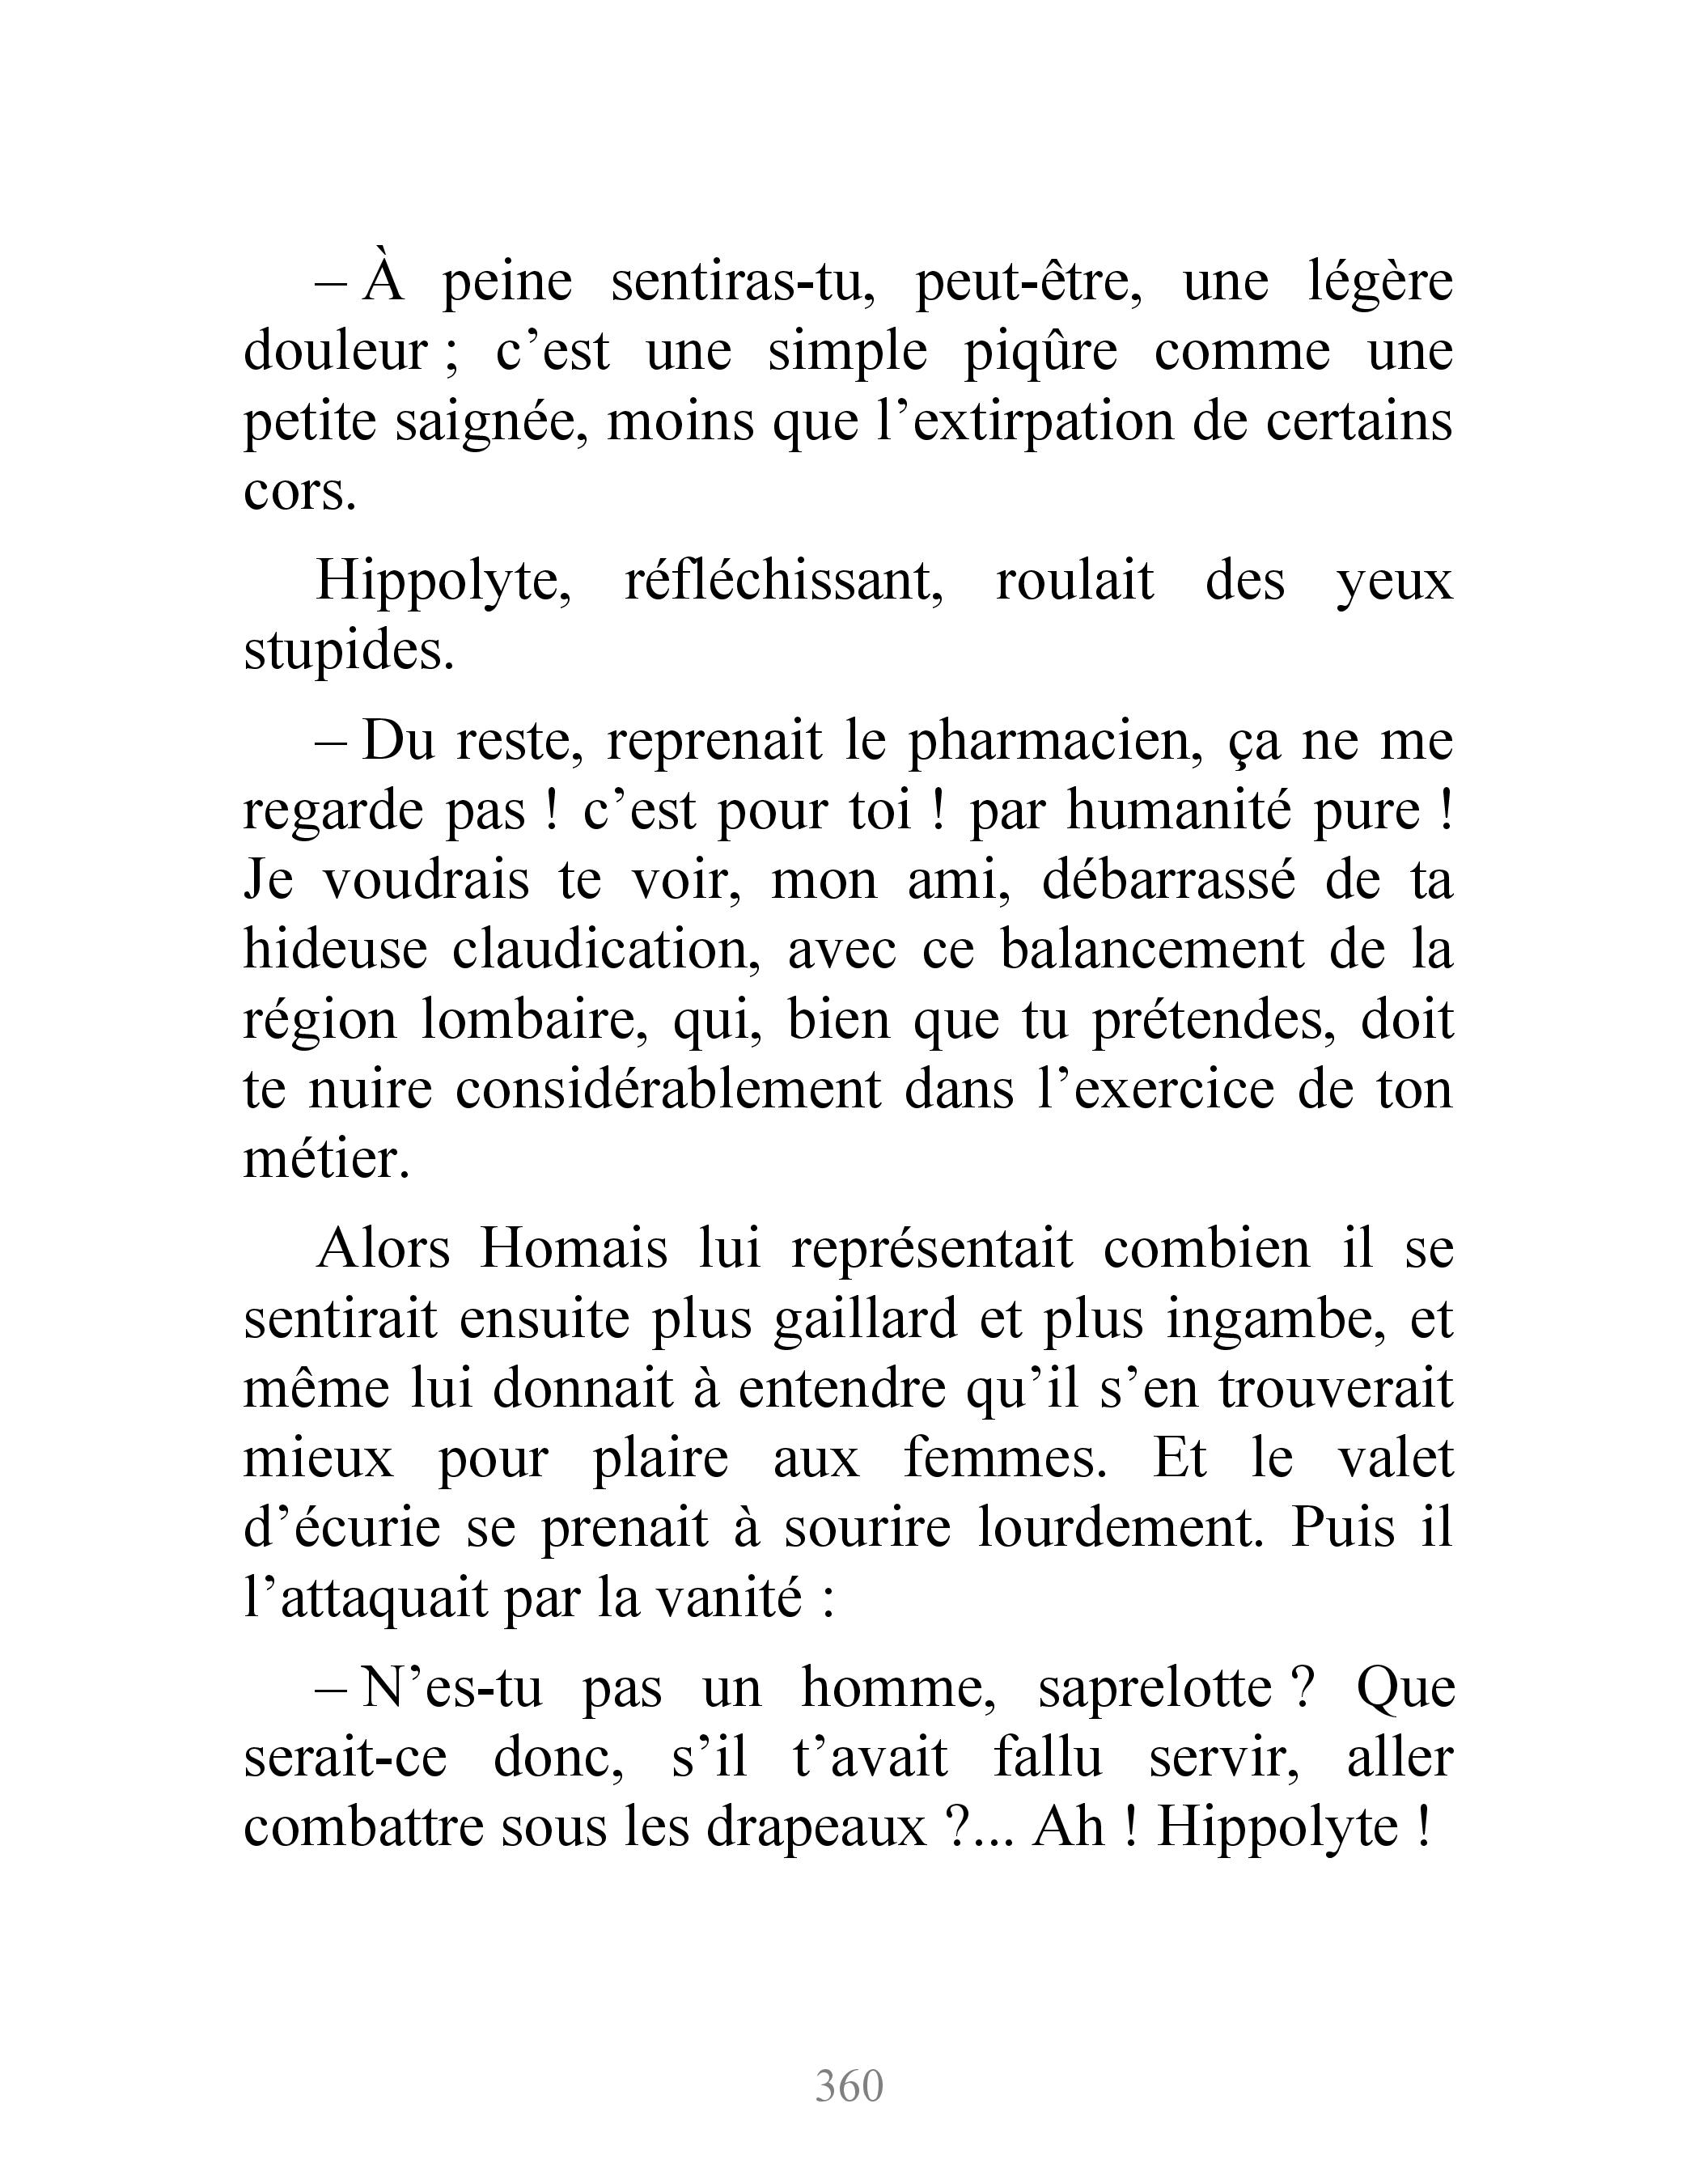 – À peine sentiras-tu, peut-être, une légère
douleur ; c’est une simple piqûre comme une
petite saignée, moins que l’extirpation de certains
cors.
Hippolyte, réfléchissant, roulait des yeux
stupides.
– Du reste, reprenait le pharmacien, ça ne me
regarde pas ! c’est pour toi ! par humanité pure !
Je voudrais te voir, mon ami, débarrassé de ta
hideuse claudication, avec ce balancement de la
région lombaire, qui, bien que tu prétendes, doit
te nuire considérablement dans l’exercice de ton
métier.
Alors Homais lui représentait combien il se
sentirait ensuite plus gaillard et plus ingambe, et
même lui donnait à entendre qu’il s’en trouverait
mieux pour plaire aux femmes. Et le valet
d’écurie se prenait à sourire lourdement. Puis il
l’attaquait par la vanité :
– N’es-tu pas un homme, saprelotte ? Que
serait-ce donc, s’il t’avait fallu servir, aller
combattre sous les drapeaux ?... Ah ! Hippolyte !
360